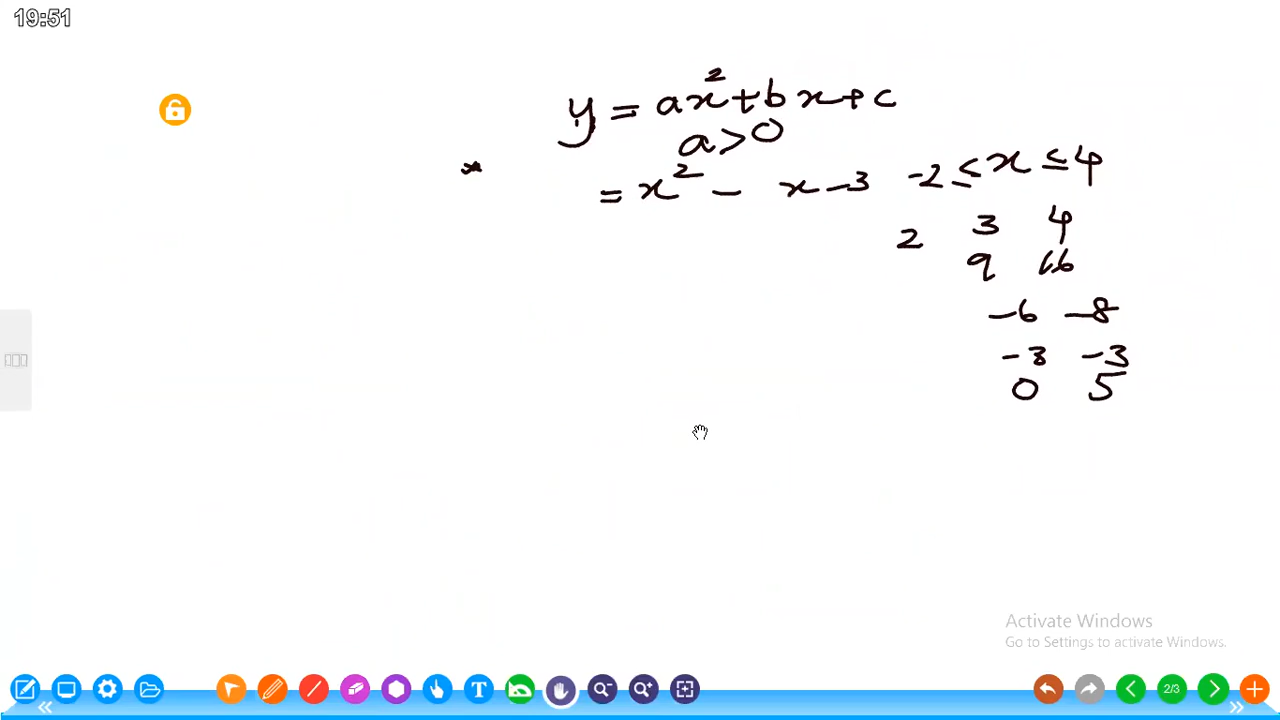 19:51
y = ax² + bx + c
a > 0
* = x² - x - 3 -2 ≤ x ≤ 4
2 3 4
9 16
-6 -8
-3 -3
0 5
Activate Windows
Go to Settings to activate Windows.
2/3